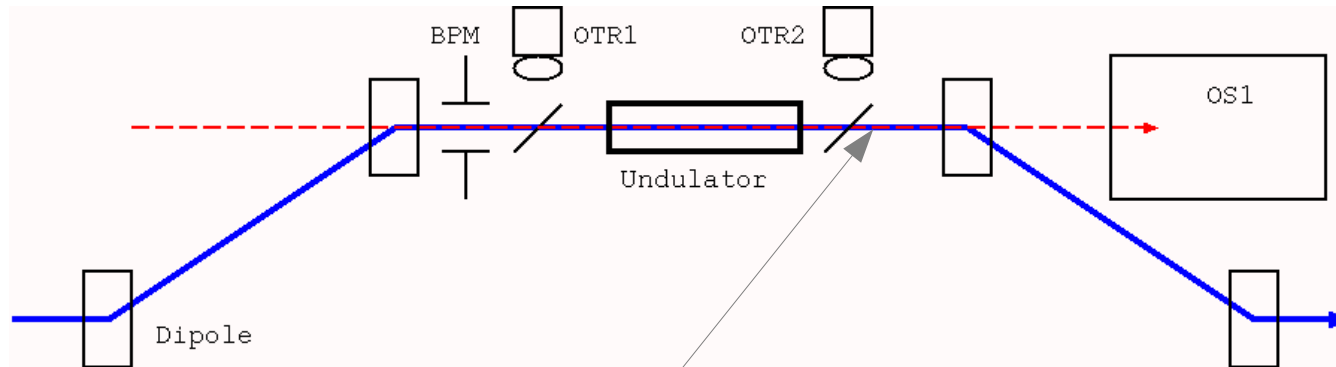 BPM
OTR1
OTR2
OS1
Undulator
Dipole